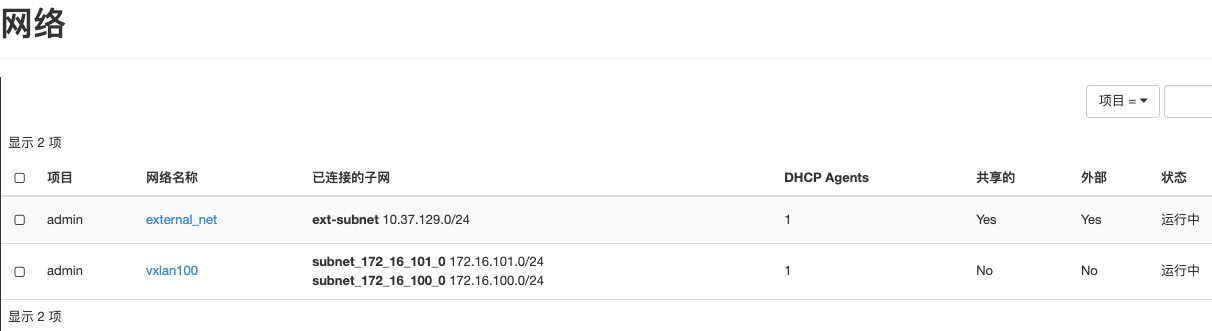 网络
项目 =
显示 2 项
项目 网络名称 已连接的子网 DHCP Agents 共享的 外部 状态
admin external_net ext-subnet 10.37.129.0/24 1 Yes Yes 运行中
admin vxlan100 subnet_172_16_101_0 172.16.101.0/24 1 No No 运行中
subnet_172_16_100_0 172.16.100.0/24
显示 2 项